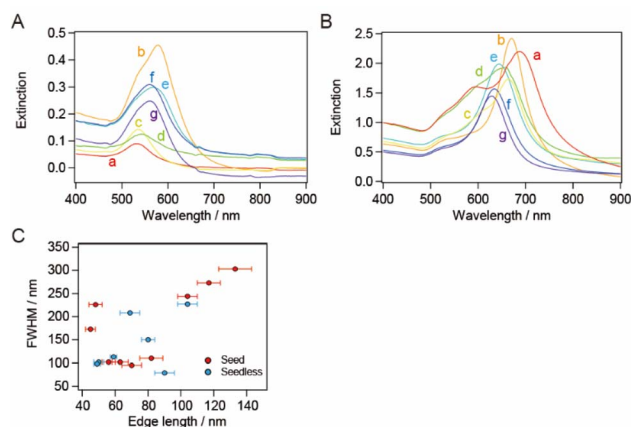 A
B
0.5
0.4
0.3
0.2
0.1
0.0
Extinction
b
f
e
g
c
d
a
400 500 600 700 800 900
Wavelength / nm
2.5
2.0
1.5
1.0
0.5
0.0
Extinction
b
a
e
d
c
f
g
400 500 600 700 800 900
Wavelength / nm
C
350
300
250
200
150
100
50
FWHM / nm
Seed
Seedless
40 60 80 100 120 140
Edge length / nm